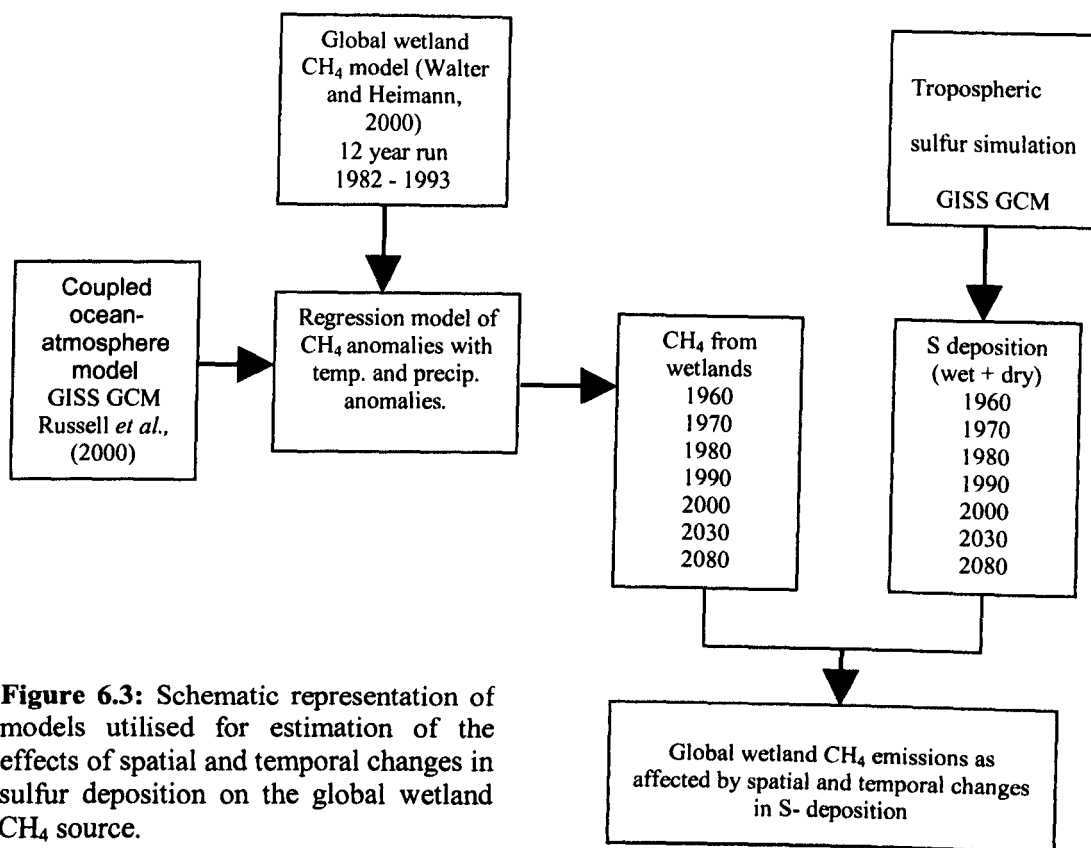 Global wetland
CH₄ model (Walter
and Heimann,
2000)
12 year run
1982 - 1993
Tropospheric
sulfur simulation
GISS GCM
Coupled
ocean-
atmosphere
model
GISS GCM
Russell et al.,
(2000)
Regression model of
CH₄ anomalies with
temp. and precip.
anomalies.
CH₄ from
wetlands
1960
1970
1980
1990
2000
2030
2080
S deposition
(wet + dry)
1960
1970
1980
1990
2000
2030
2080
Global wetland CH₄ emissions as
affected by spatial and temporal changes
in S- deposition
Figure 6.3: Schematic representation of
models utilised for estimation of the
effects of spatial and temporal changes in
sulfur deposition on the global wetland
CH₄ source.